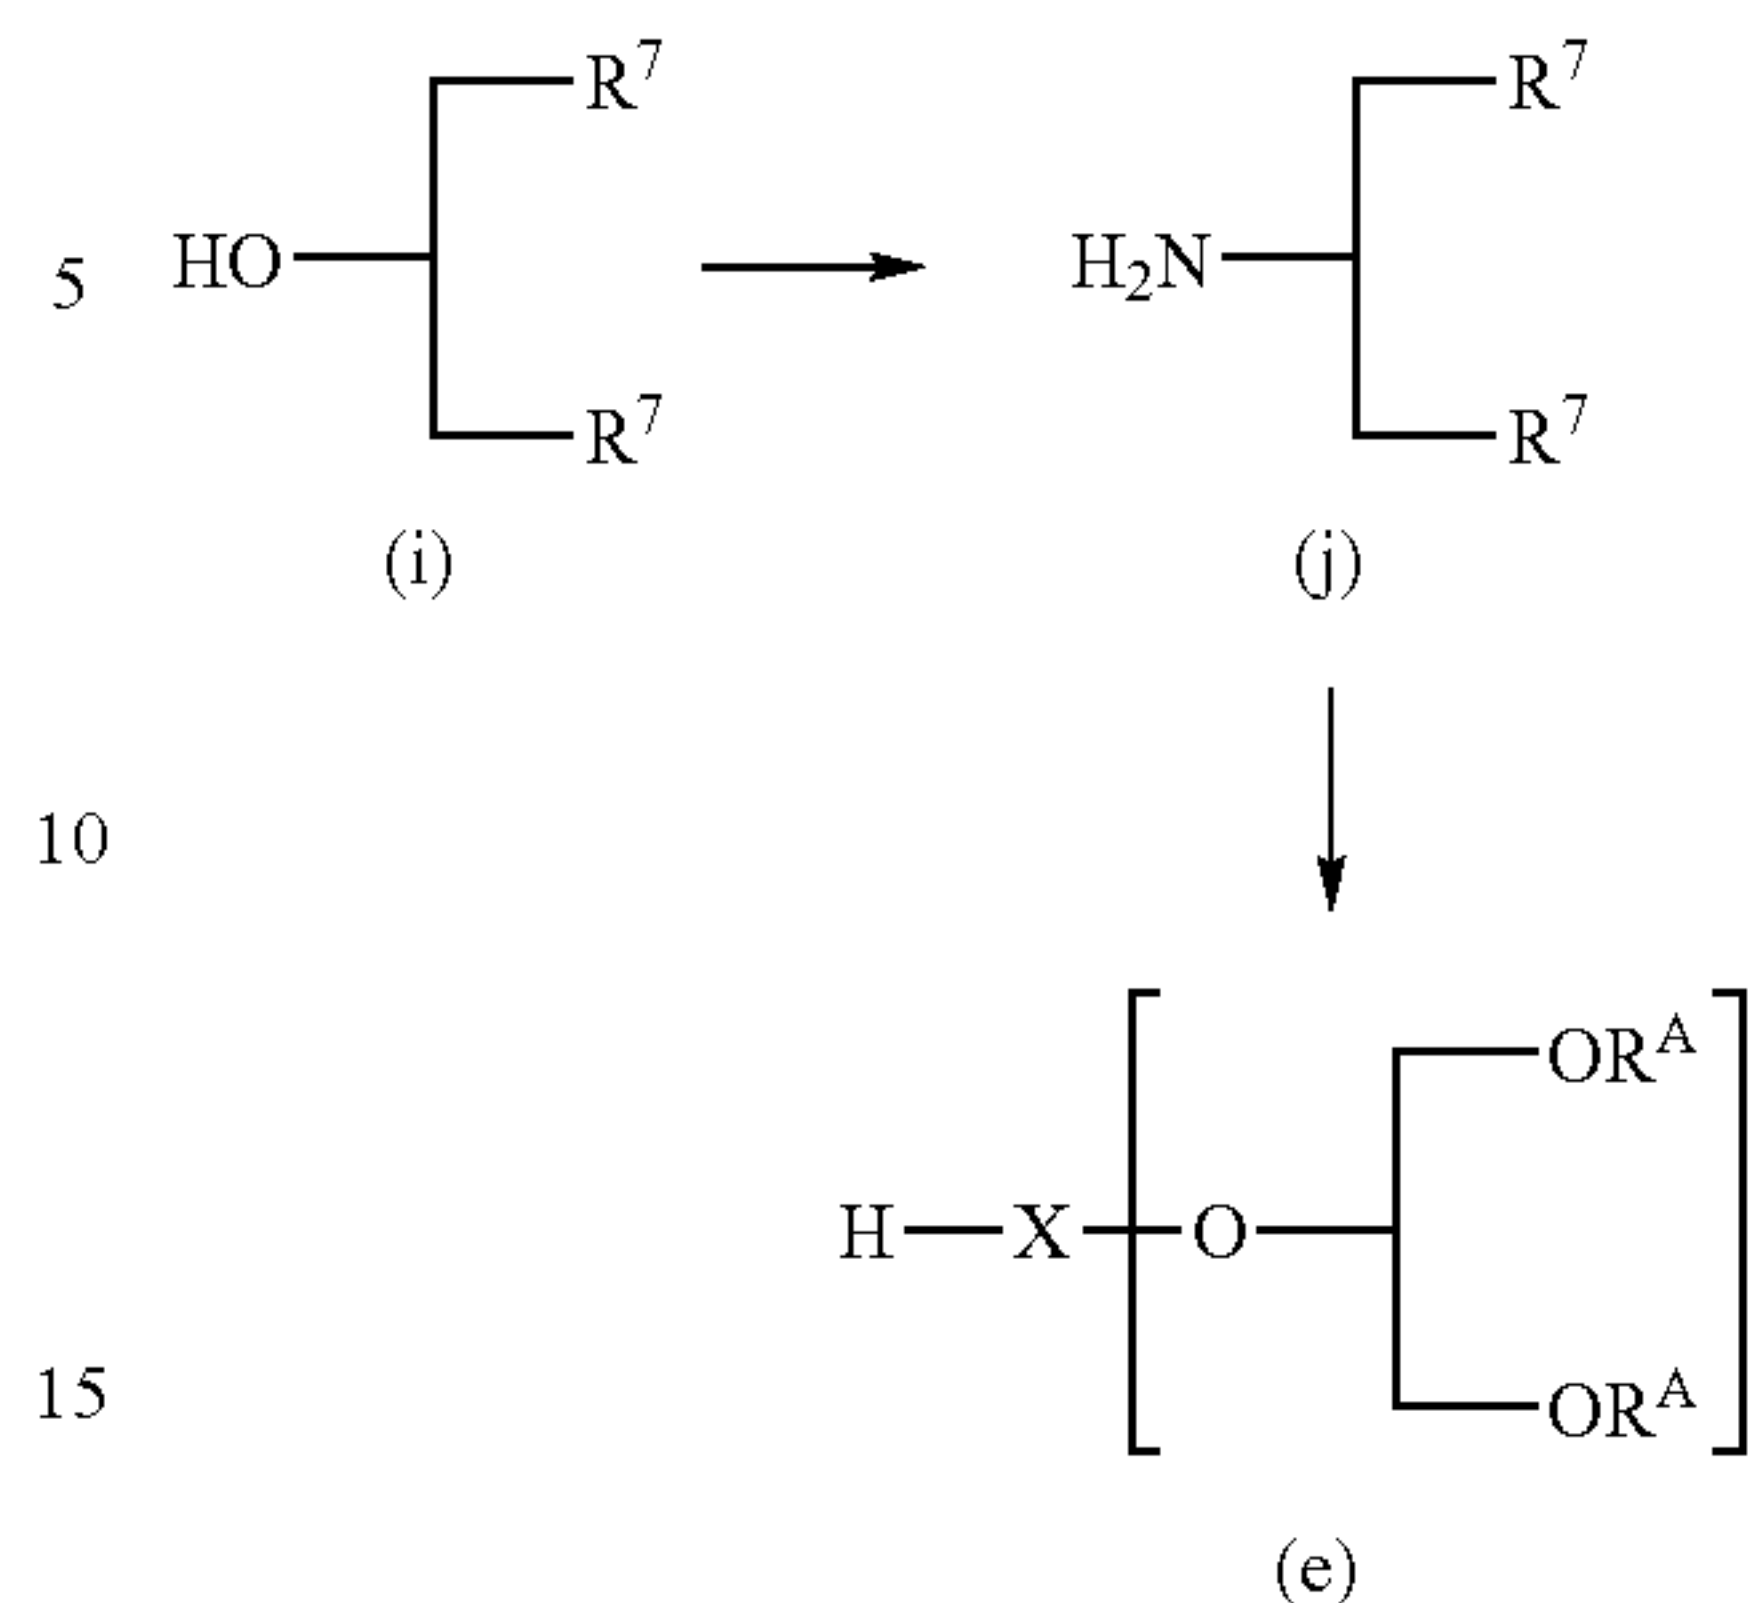 R⁷ R⁷
5 HO H₂N
R⁷ R⁷
(i) (j)
10
ORᴬ
H X O
15 ORᴬ
(e)